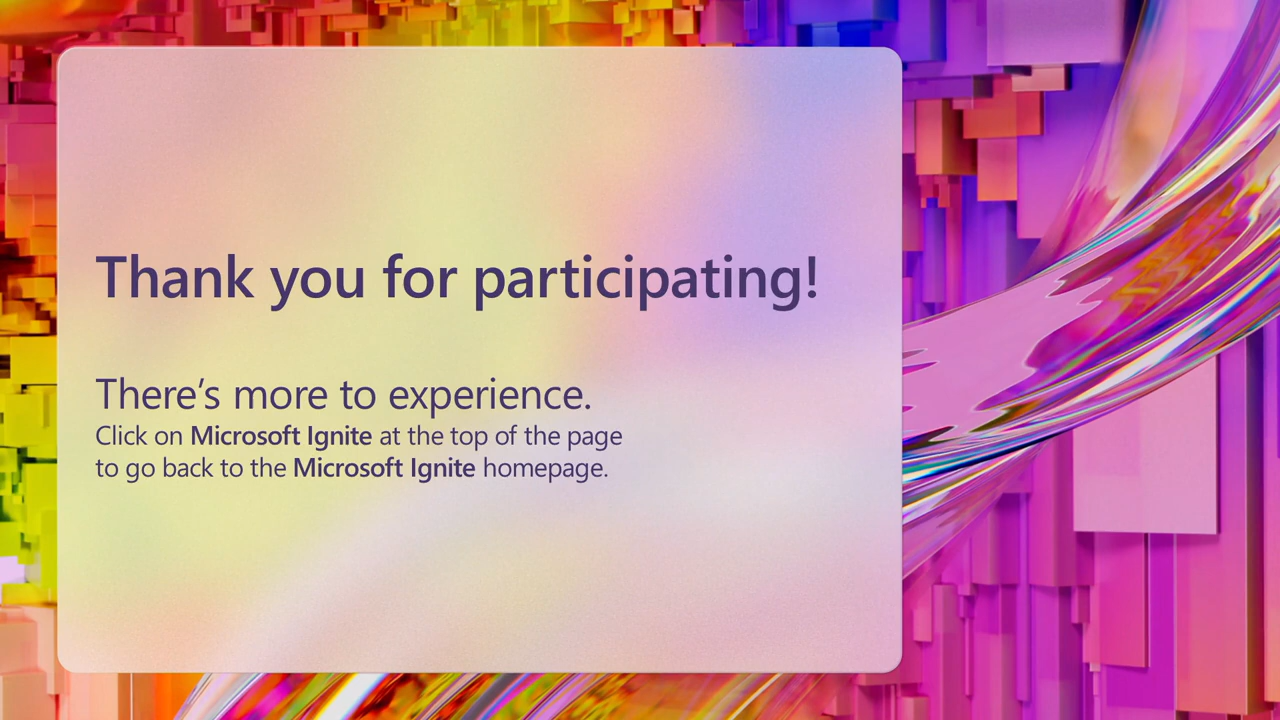 Thank you for participating!
There’s more to experience.
Click on Microsoft Ignite at the top of the page
to go back to the Microsoft Ignite homepage.